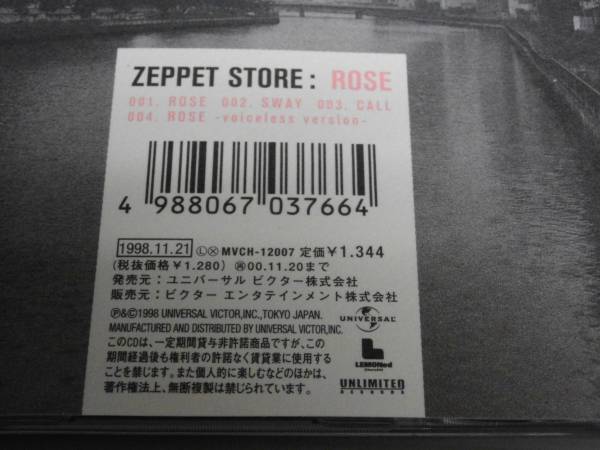 ZEPPET STORE: ROSE
001. ROSE 002. SWAY 003. CALL
004. ROSE -voiceless version-
4 988067 037664
1998.11.21 ⓁⓍ MVCH-12007 定価¥1.344
(税抜価格¥1.280) ㊢00.11.20まで
発売元:ユニバーサル ビクター株式会社
販売元:ビクター エンタテインメント株式会社
Ⓟ&©1998 UNIVERSAL VICTOR,INC.,TOKYO JAPAN.
MANUFACTURED AND DISTRIBUTED BY UNIVERSAL VICTOR,INC.
このCDは、一定期間貸与非許諾商品ですが、この
期間経過後も権利者の許諾なく賃貸業に使用する
ことを禁じます。また個人的に楽しむなどのほかは、
著作権法上、無断複製は禁じられています。
UNIVERSAL
LEMONed
UNLIMITED
RECORDS